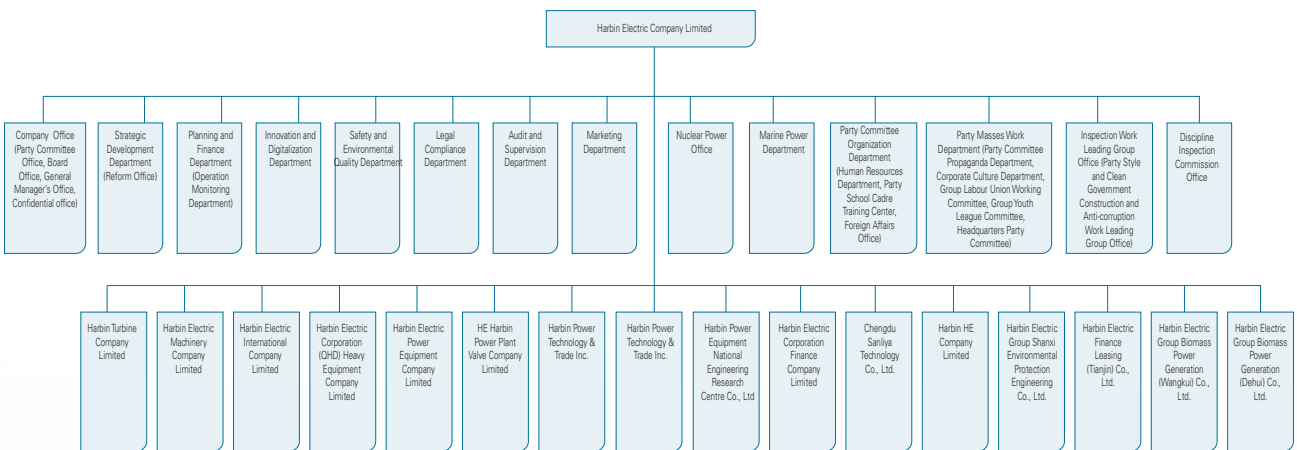 Harbin Electric Company Limited
Company Office
(Party Committee
Office, Board
Office, General
Manager's Office,
Confidential office)
Strategic
Development
Department
(Reform Office)
Planning and
Finance
Department
(Operation
Monitoring
Department)
Innovation and
Digitalization
Department
Safety and
Environmental
Quality Department
Legal
Compliance
Department
Audit and
Supervision
Department
Marketing
Department
Nuclear Power
Office
Marine Power
Department
Party Committee
Organization
Department
(Human Resources
Department, Party
School Cadre
Training Center,
Foreign Affairs
Office)
Party Masses Work
Department (Party Committee
Propaganda Department,
Corporate Culture Department,
Group Labour Union Working
Committee, Group Youth
League Committee,
Headquarters Party
Committee)
Inspection Work
Leading Group
Office (Party Style
and Clean
Government
Construction and
Anti-corruption
Work Leading
Group Office)
Discipline
Inspection
Commission
Office
Harbin Turbine
Company
Limited
Harbin Electric
Machinery
Company
Limited
Harbin Electric
International
Company
Limited
Harbin Electric
Corporation
(QHD) Heavy
Equipment
Company
Limited
Harbin Electric
Power
Equipment
Company
Limited
HE Harbin
Power Plant
Valve Company
Limited
Harbin Power
Technology &
Trade Inc.
Harbin Power
Technology &
Trade Inc.
Harbin Power
Equipment
National
Engineering
Research
Centre Co., Ltd
Harbin Electric
Corporation
Finance
Company
Limited
Chengdu
Sanliya
Technology
Co., Ltd.
Harbin HE
Company
Limited
Harbin Electric
Group Shanxi
Environmental
Protection
Engineering
Co., Ltd.
Harbin Electric
Finance
Leasing
(Tianjin) Co.,
Ltd.
Harbin Electric
Group Biomass
Power
Generation
(Wangkui) Co.,
Ltd.
Harbin Electric
Group Biomass
Power
Generation
(Dehui) Co.,
Ltd.